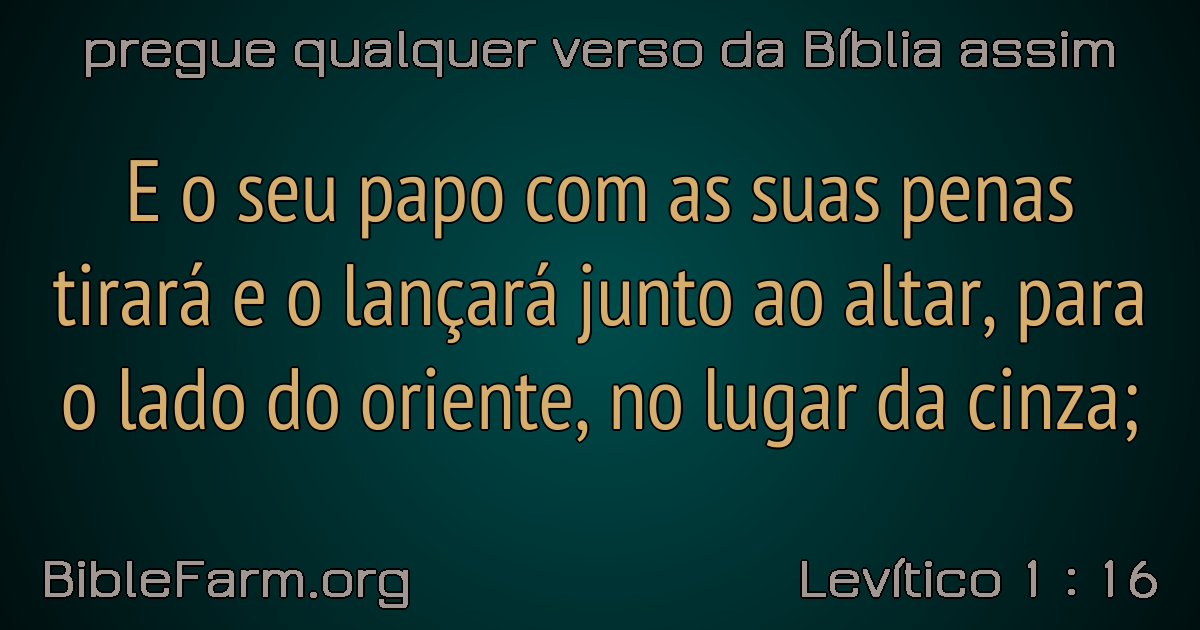 pregue qualquer verso da Bíblia assim
E o seu papo com as suas penas
tirará e o lançará junto ao altar, para
o lado do oriente, no lugar da cinza;
BibleFarm.org
Levítico 1 : 16